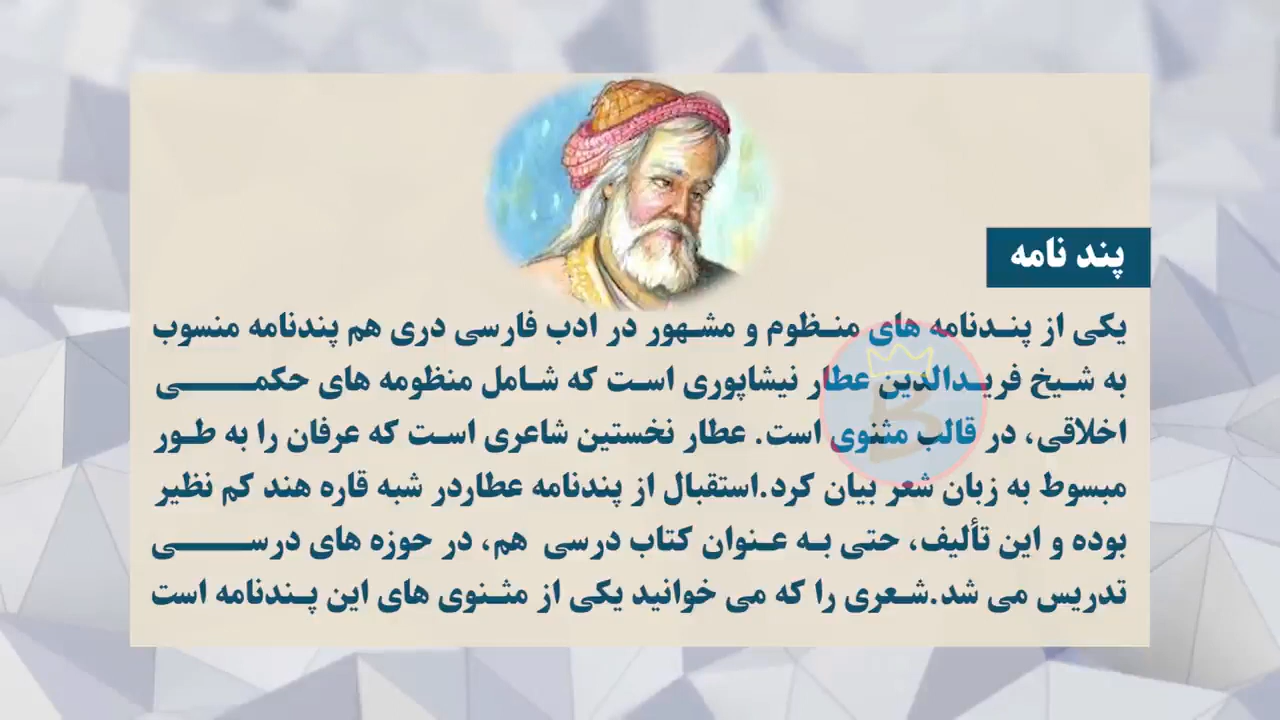 پند نامه
یکی از پندنامه های منظوم و مشهور در ادب فارسی دری هم پندنامه منسوب
به شیخ فریدالدین عطار نیشاپوری است که شامل منظومه های حکمی
اخلاقی، در قالب مثنوی است. عطار نخستین شاعری است که عرفان را به طور
مبسوط به زبان شعر بیان کرد.استقبال از پندنامه عطاردر شبه قاره هند کم نظیر
بوده و این تألیف، حتی به عنوان کتاب درسی هم، در حوزه های درسی
تدریس می شد.شعری را که می خوانید یکی از مثنوی های این پندنامه است
B